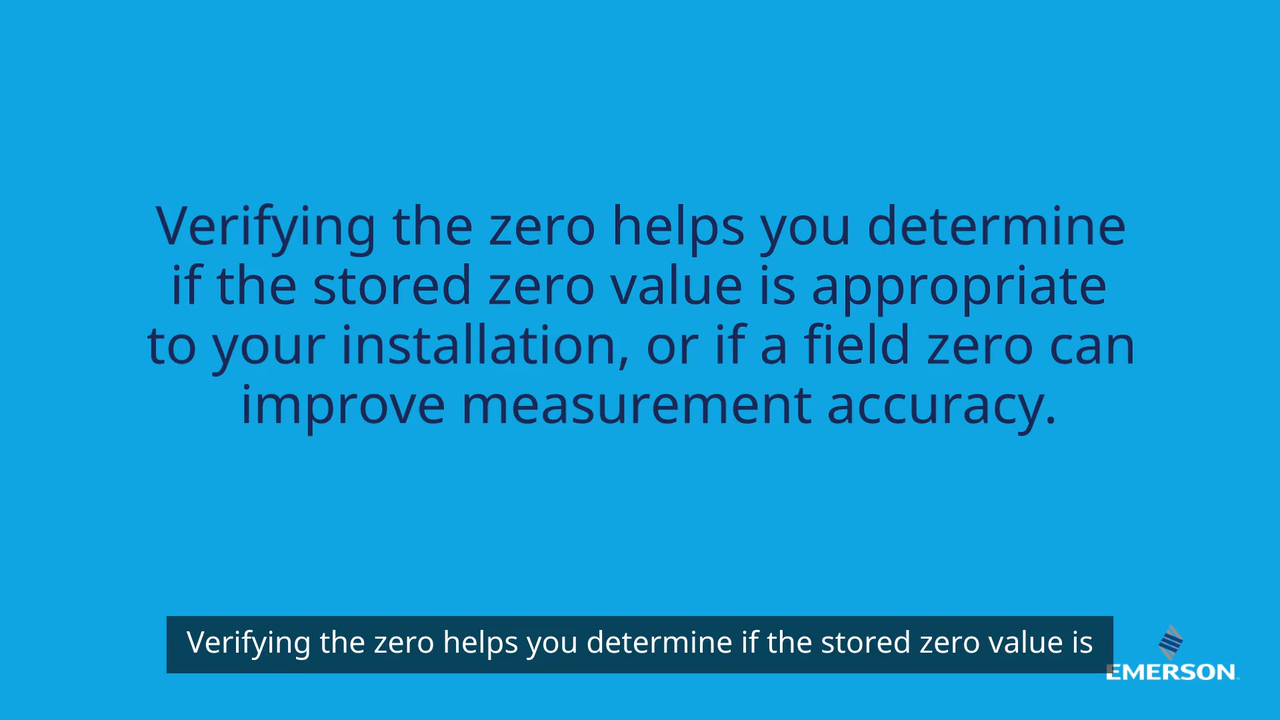 Verifying the zero helps you determine
if the stored zero value is appropriate
to your installation, or if a field zero can
improve measurement accuracy.
Verifying the zero helps you determine if the stored zero value is
EMERSON